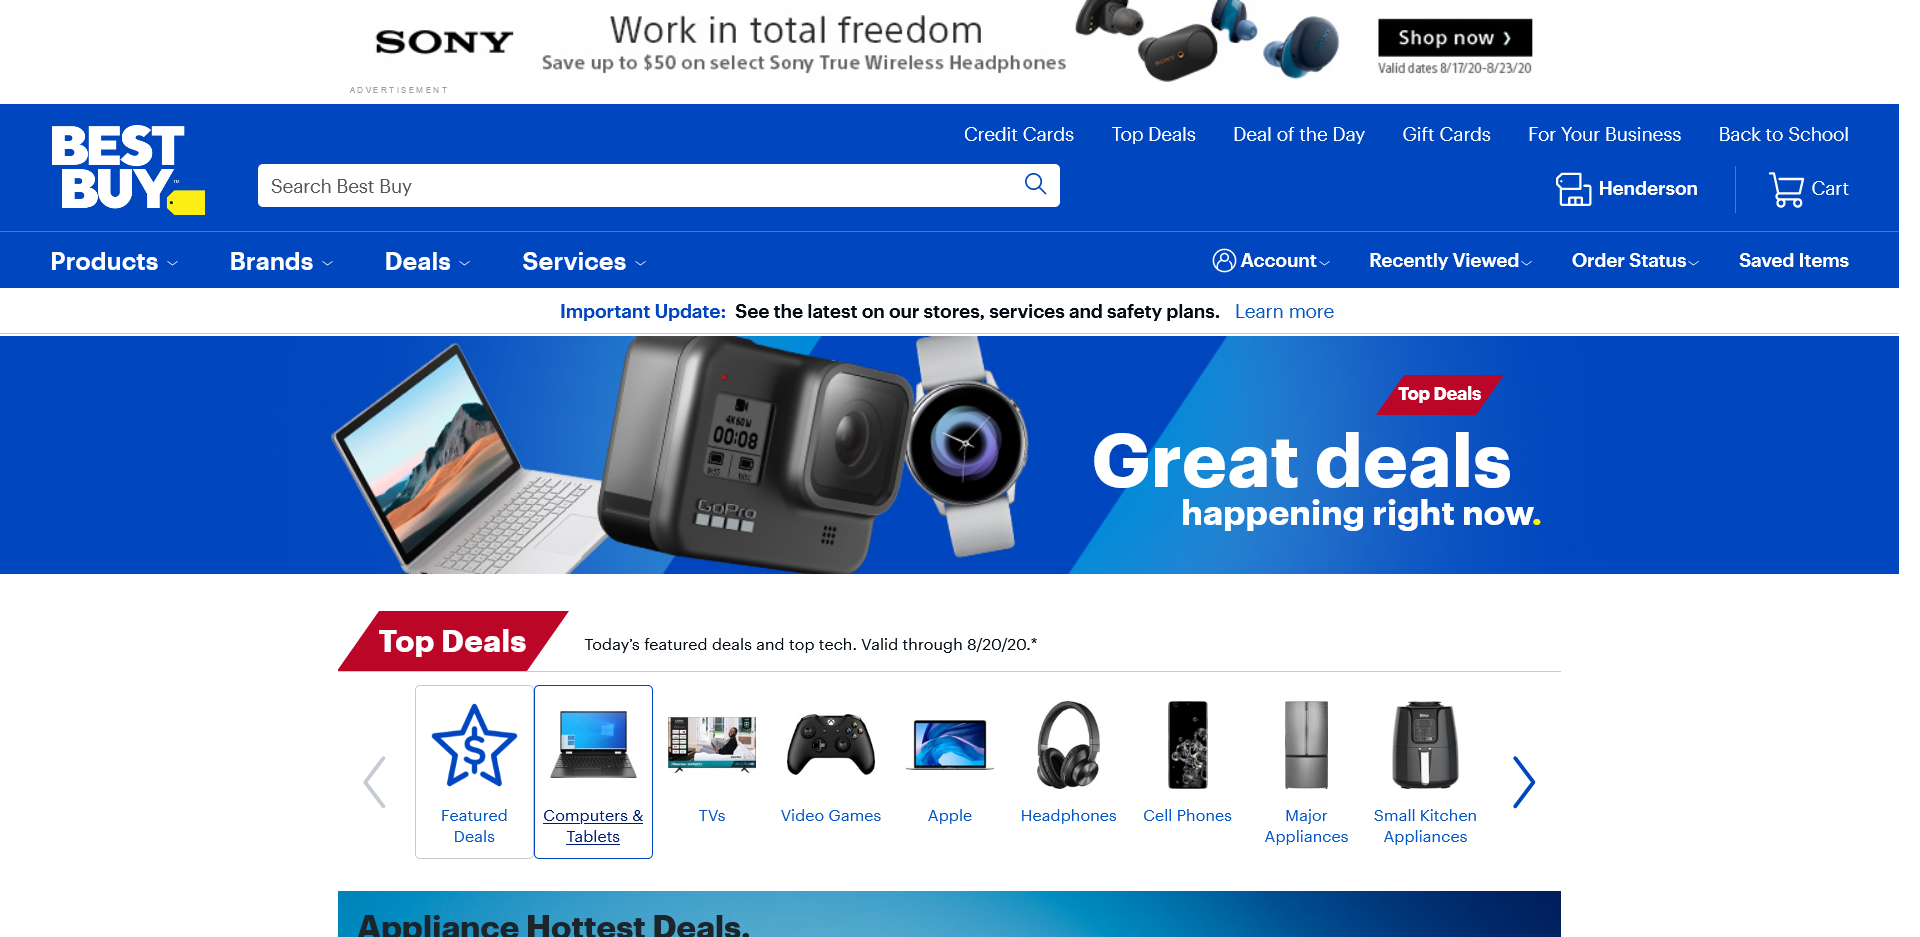 SONY
Work in total freedom
Save up to $50 on select Sony True Wireless Headphones
Shop now ❯
Valid dates 8/17/20-8/23/20
ADVERTISEMENT
BEST
BUY™
Credit Cards
Top Deals
Deal of the Day
Gift Cards
For Your Business
Back to School
Search Best Buy
Henderson
Cart
Products
Brands
Deals
Services
Account
Recently Viewed
Order Status
Saved Items
Important Update: See the latest on our stores, services and safety plans. Learn more
4K60 W
00:08
GoPro
Top Deals
Great deals
happening right now.
Top Deals
Today's featured deals and top tech. Valid through 8/20/20.*
Featured
Deals
Computers &
Tablets
TVs
Video Games
Apple
Headphones
Cell Phones
Major
Appliances
Small Kitchen
Appliances
Appliance Hottest Deals.